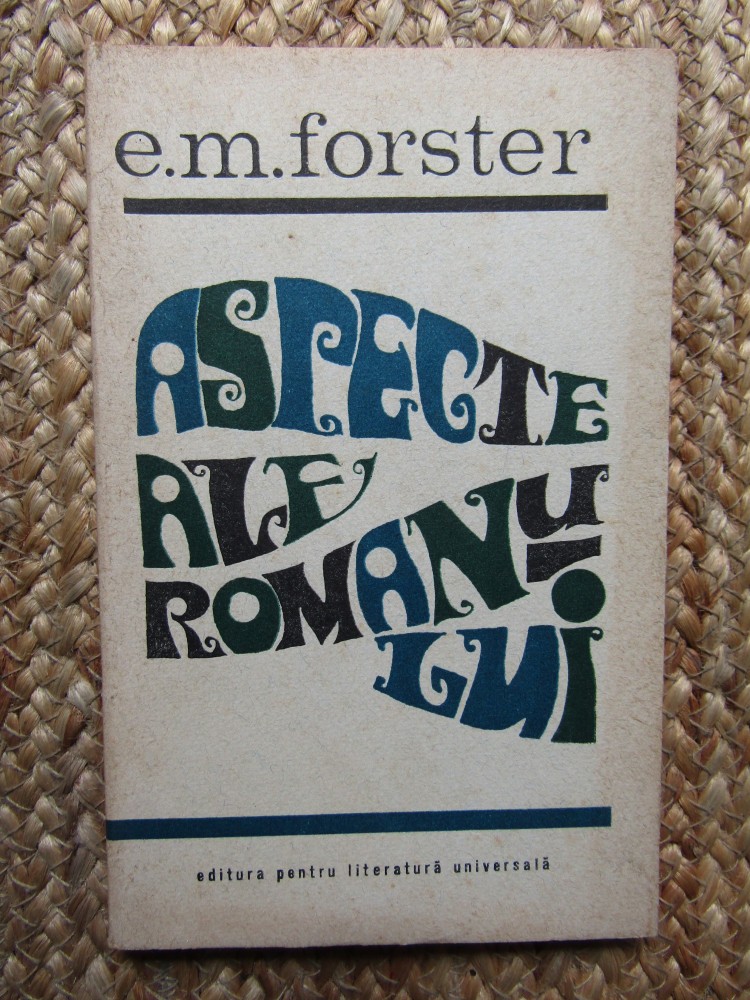 e.m.forster
ASPECTE
ALE
ROMANU-
LUI
editura pentru literatură universală